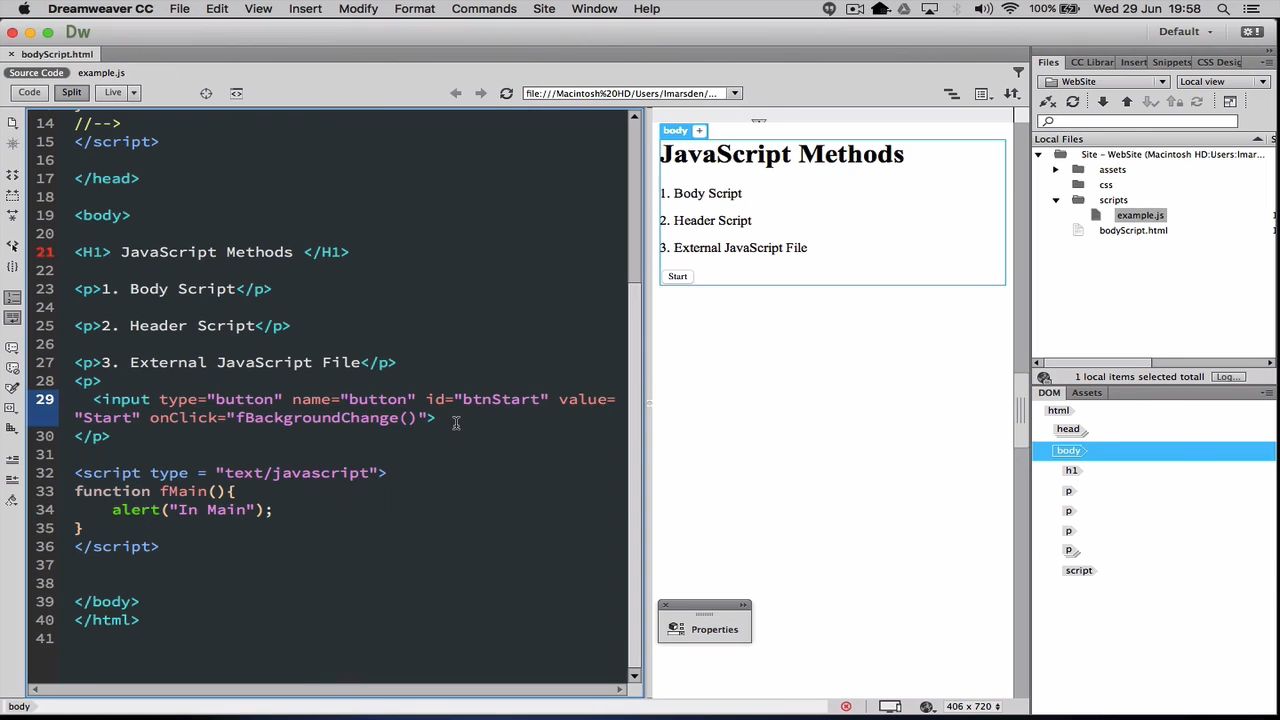 Dreamweaver CC File Edit View Insert Modify Format Commands Site Window Help 100% Wed 29 Jun 19:58
Dw Default
× bodyScript.html
Source Code example.js
Code Split Live file:///Macintosh%20HD/Users/lmarsden/...
14 //-->
15 </script>
16
17 </head>
18
19 <body>
20
21 <H1> JavaScript Methods </H1>
22
23 <p>1. Body Script</p>
24
25 <p>2. Header Script</p>
26
27 <p>3. External JavaScript File</p>
28 <p>
29 <input type="button" name="button" id="btnStart" value=
"Start" onClick="fBackgroundChange()">
30 </p>
31
32 <script type = "text/javascript">
33 function fMain(){
34 alert("In Main");
35 }
36 </script>
37
38
39 </body>
40 </html>
41
body
body +
JavaScript Methods
1. Body Script
2. Header Script
3. External JavaScript File
Start
Properties
406 x 720
Files CC Librar Insert Snippets CSS Desig
WebSite Local view
Local Files
Site - WebSite (Macintosh HD:Users:lmar...
assets
css
scripts
example.js
bodyScript.html
1 local items selected totall Log...
DOM Assets
html
head
body
h1
p
p
p
p
script